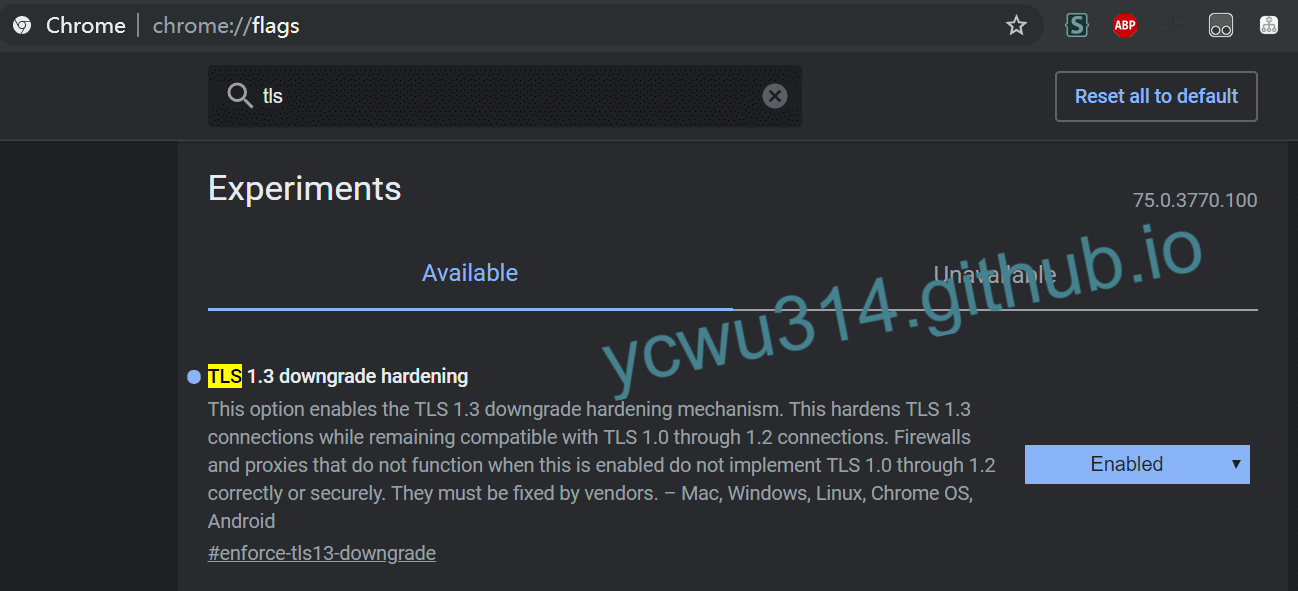 Chrome chrome://flags S ABP
tls
Reset all to default
Experiments
75.0.3770.100
Available
Unavailable
ycwu314.github.io
TLS 1.3 downgrade hardening
This option enables the TLS 1.3 downgrade hardening mechanism. This hardens TLS 1.3
connections while remaining compatible with TLS 1.0 through 1.2 connections. Firewalls
and proxies that do not function when this is enabled do not implement TLS 1.0 through 1.2
correctly or securely. They must be fixed by vendors. – Mac, Windows, Linux, Chrome OS,
Android
Enabled
#enforce-tls13-downgrade